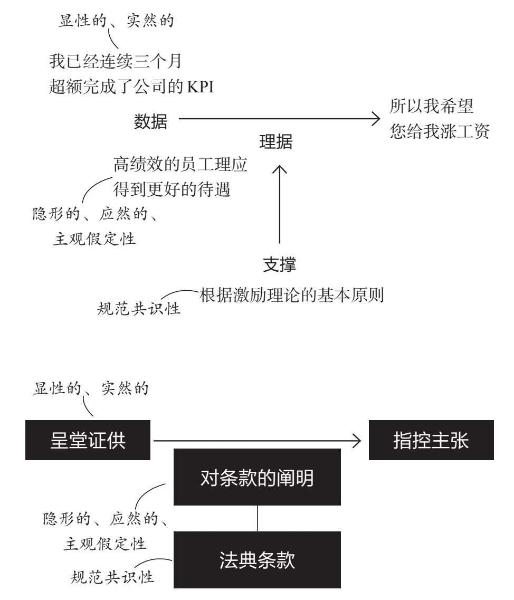 显性的、实然的
我已经连续三个月
超额完成了公司的KPI
数据
所以我希望
您给我涨工资
理据
高绩效的员工理应
得到更好的待遇
隐形的、应然的、
主观假定性
支撑
根据激励理论的基本原则
规范共识性
显性的、实然的
呈堂证供
指控主张
对条款的阐明
隐形的、应然的、
主观假定性
法典条款
规范共识性